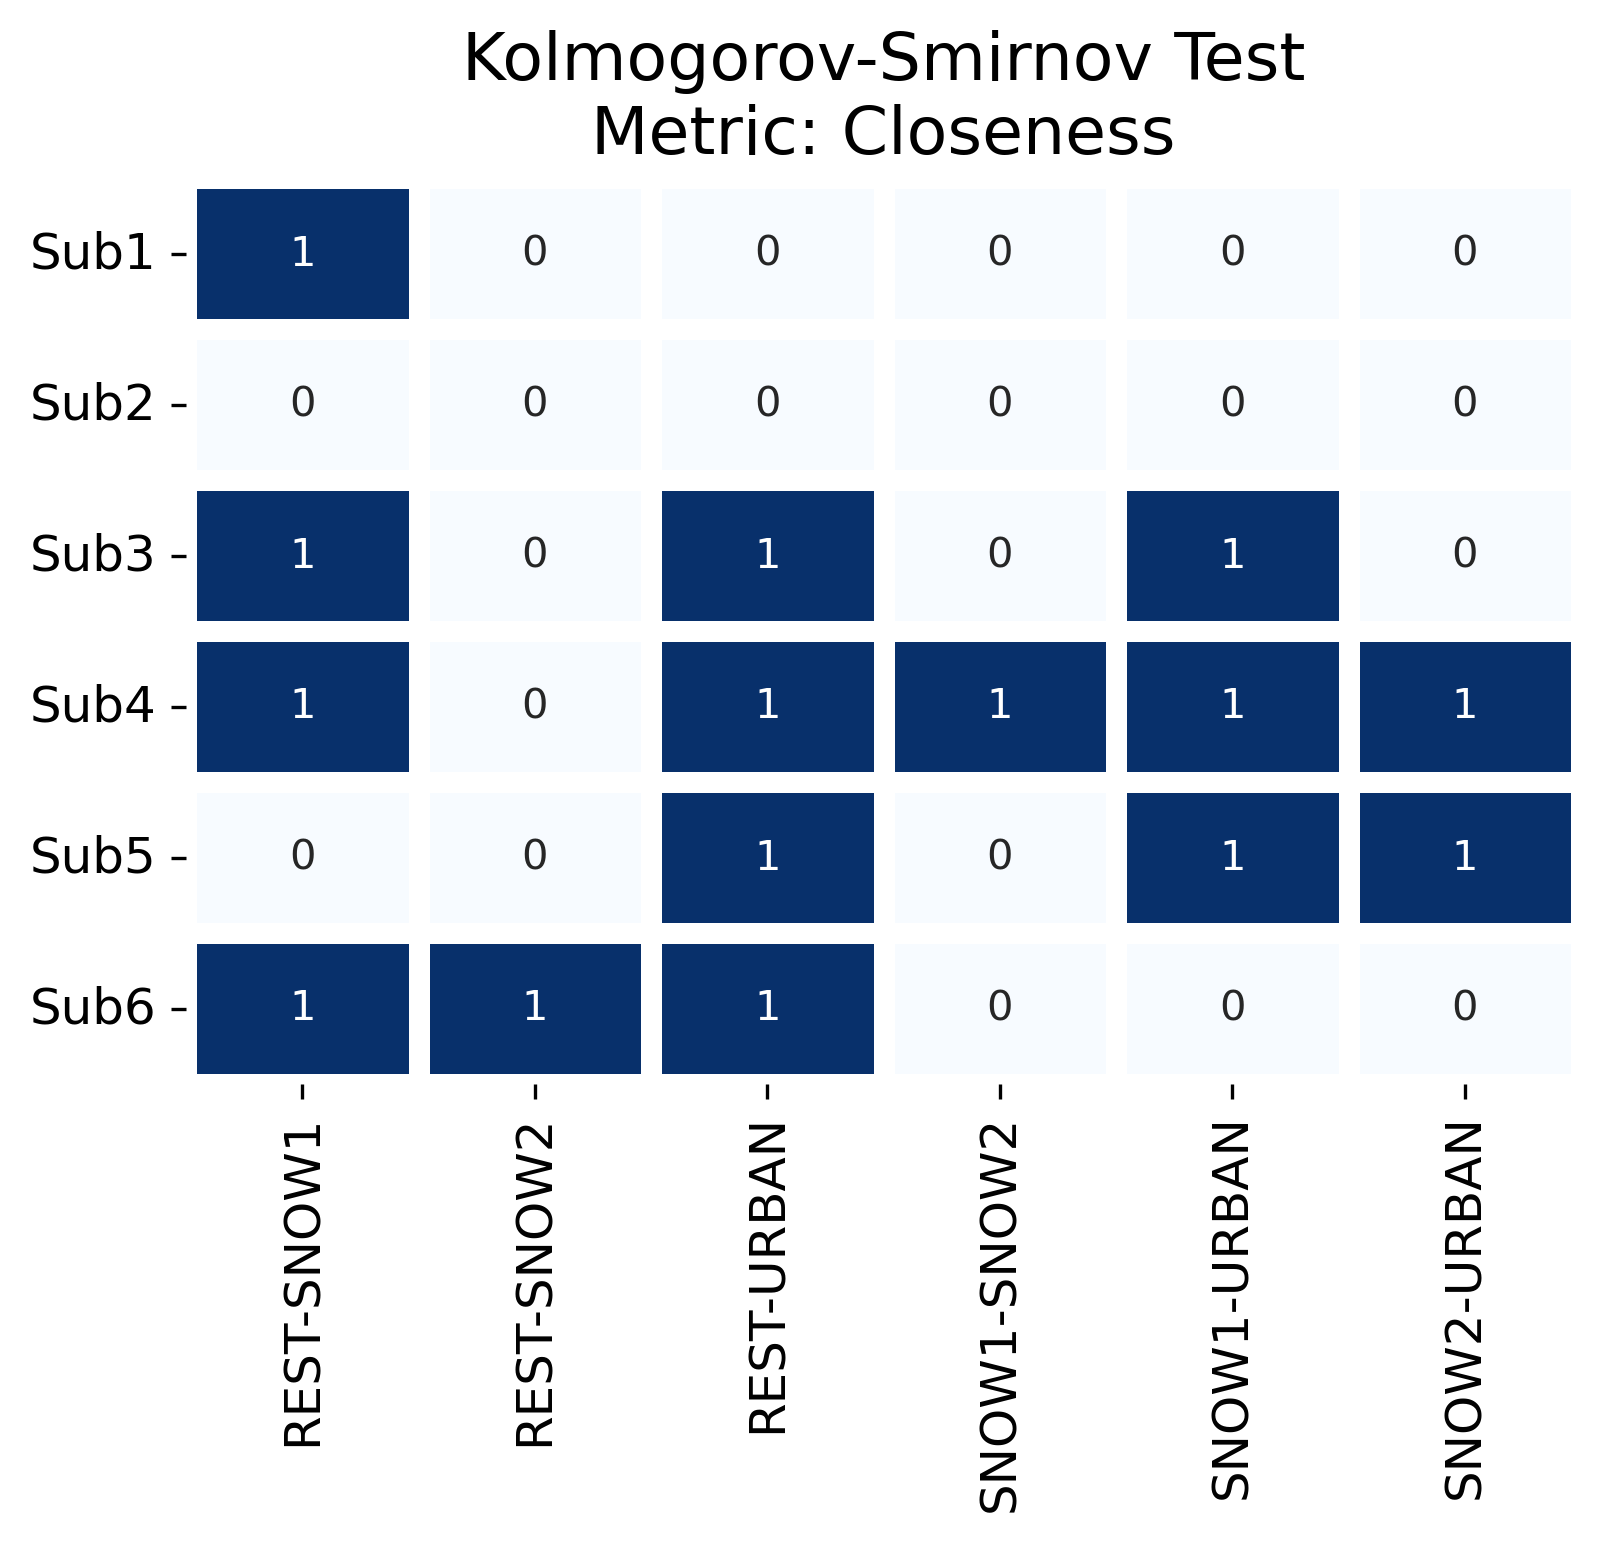 Kolmogorov-Smirnov Test
Metric: Closeness
Sub1 1 0 0 0 0 0
Sub2 0 0 0 0 0 0
Sub3 1 0 1 0 1 0
Sub4 1 0 1 1 1 1
Sub5 0 0 1 0 1 1
Sub6 1 1 1 0 0 0
REST-SNOW1
REST-SNOW2
REST-URBAN
SNOW1-SNOW2
SNOW1-URBAN
SNOW2-URBAN